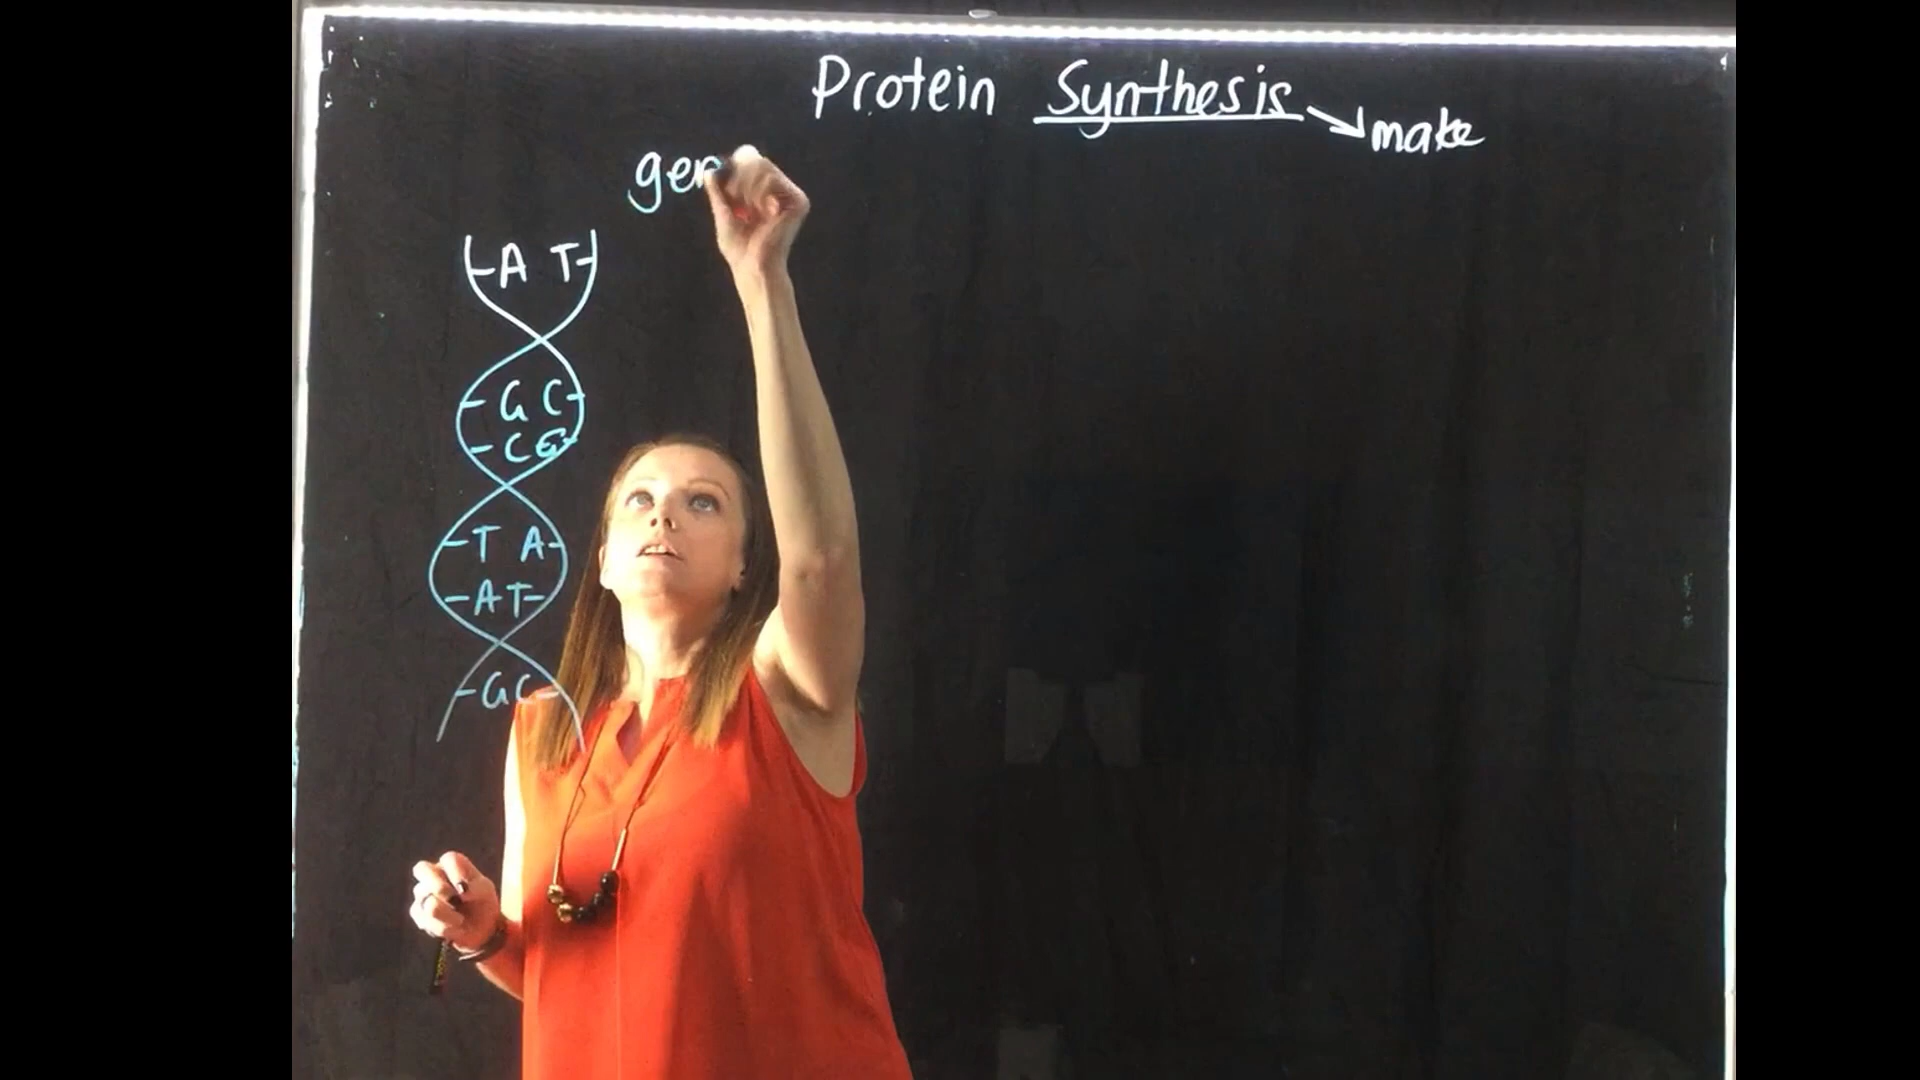 Protein Synthesis
make
A T
G C
C G
T A
A T
G C